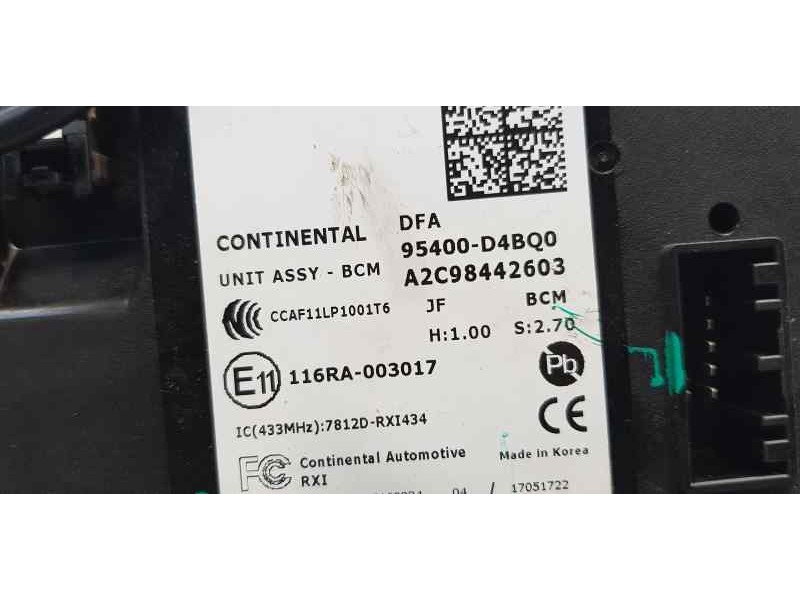 CONTINENTAL DFA
95400-D4BQ0
UNIT ASSY - BCM A2C98442603
CCAF11LP1001T6 JF BCM
H:1.00 S:2.70
E11 116RA-003017
Pb
IC(433MHz):7812D-RXI434
CE
FC Continental Automotive
RXI
Made in Korea
04 / 17051722